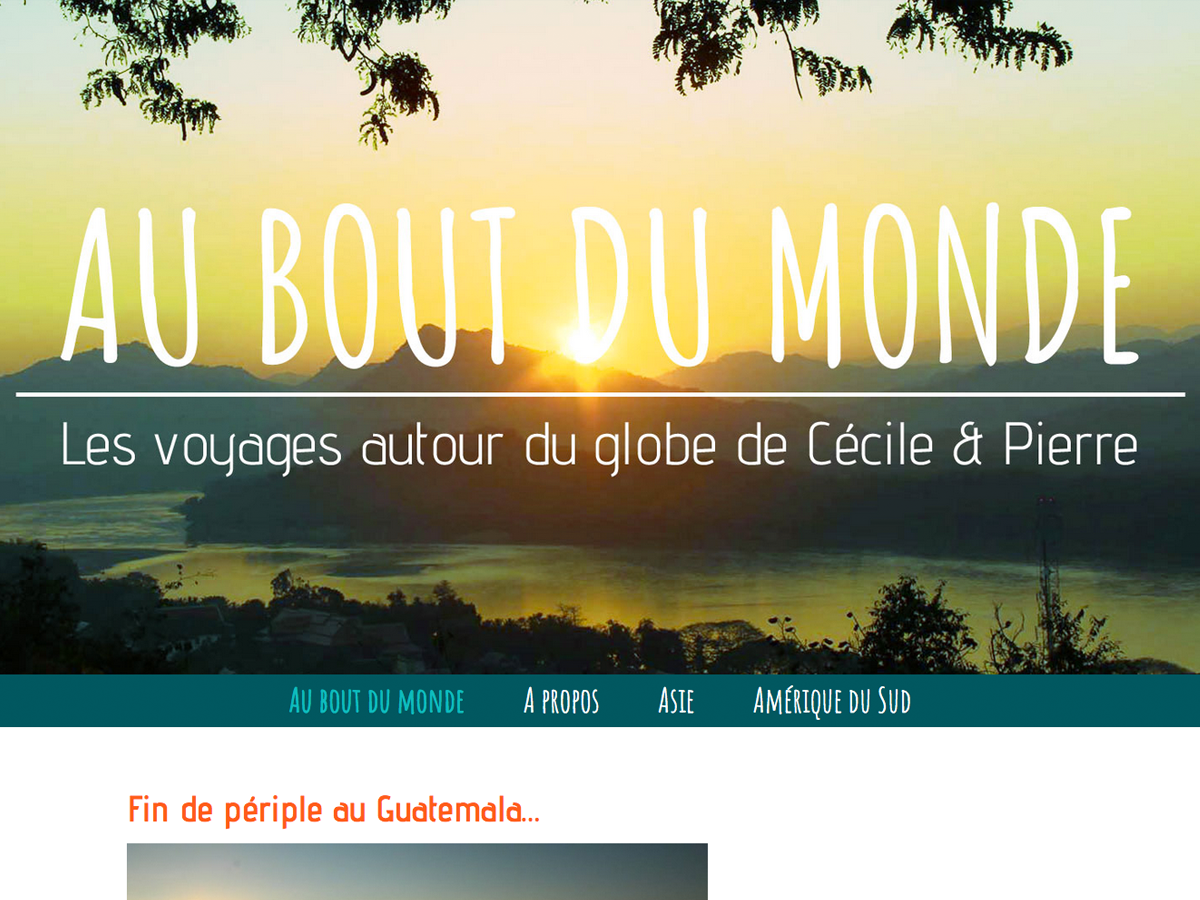 AU BOUT DU MONDE
Les voyages autour du globe de Cécile & Pierre
Au bout du monde A propos Asie Amérique du Sud
Fin de périple au Guatemala...